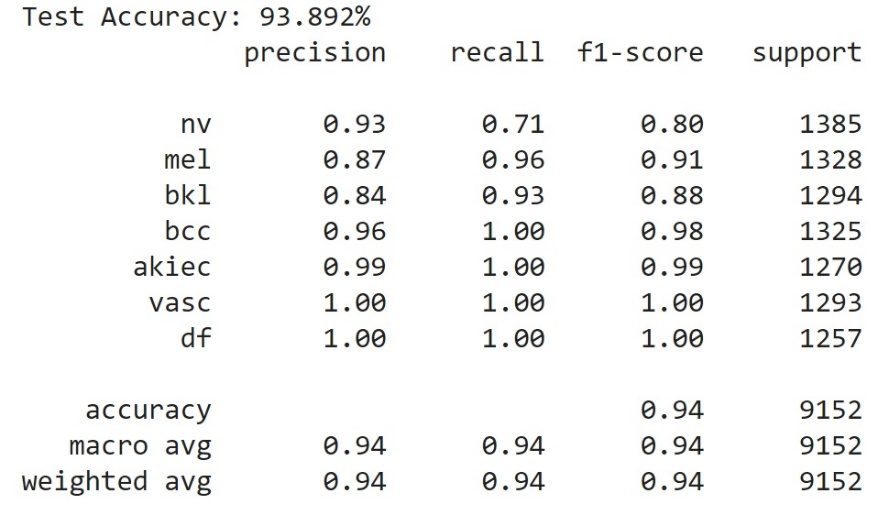 Test Accuracy: 93.892%
precision recall f1-score support
nv 0.93 0.71 0.80 1385
mel 0.87 0.96 0.91 1328
bkl 0.84 0.93 0.88 1294
bcc 0.96 1.00 0.98 1325
akiec 0.99 1.00 0.99 1270
vasc 1.00 1.00 1.00 1293
df 1.00 1.00 1.00 1257
accuracy 0.94 9152
macro avg 0.94 0.94 0.94 9152
weighted avg 0.94 0.94 0.94 9152